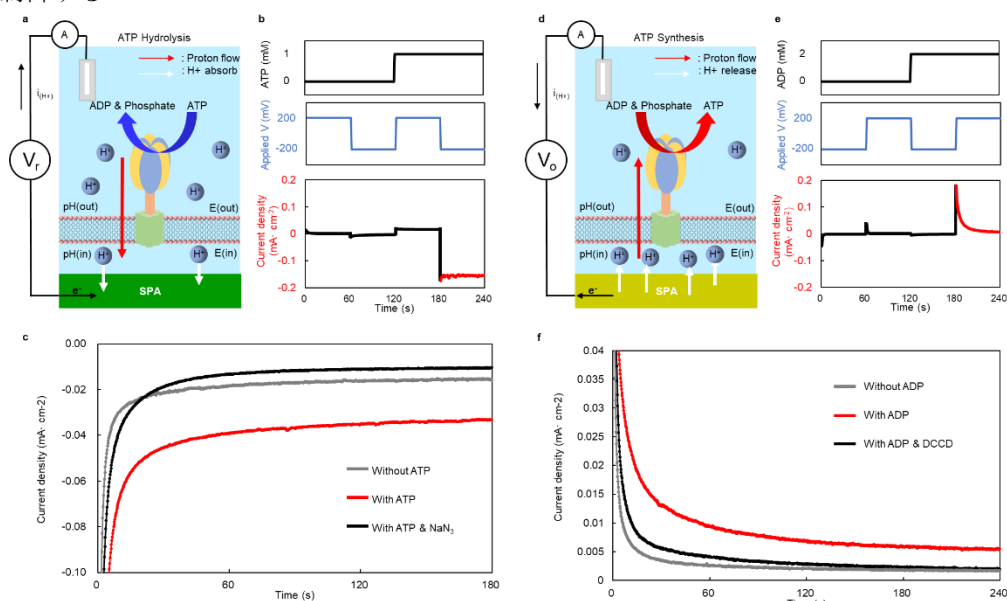 a
A
ATP Hydrolysis
: Proton flow
: H+ absorb
i(H+)
ADP & Phosphate
ATP
Vr
H+
H+
H+
H+
pH(out)
E(out)
pH(in)
H+
H+
E(in)
e-
SPA
b
ATP (mM)
1
0
Applied V (mV)
200
-200
Current density
(mA· cm-2)
0.2
0.1
0
-0.1
-0.2
0
60
120
180
240
Time (s)
d
A
ATP Synthesis
: Proton flow
: H+ release
i(H+)
ADP & Phosphate
ATP
Vo
H+
H+
H+
pH(out)
E(out)
pH(in)
H+
H+
H+
H+
E(in)
e-
SPA
e
ADP (mM)
2
0
Applied V (mV)
200
-200
Current density
(mA· cm-2)
0.2
0.1
0
-0.1
-0.2
0
60
120
180
240
Time (s)
c
Current density (mA· cm-2)
0.00
-0.02
-0.04
-0.06
-0.08
-0.10
Without ATP
With ATP
With ATP & NaN3
0
60
120
180
Time (s)
f
Current density (mA· cm-2)
0.04
0.035
0.03
0.025
0.02
0.015
0.01
0.005
0
Without ADP
With ADP
With ADP & DCCD
0
60
120
180
240
Time (s)